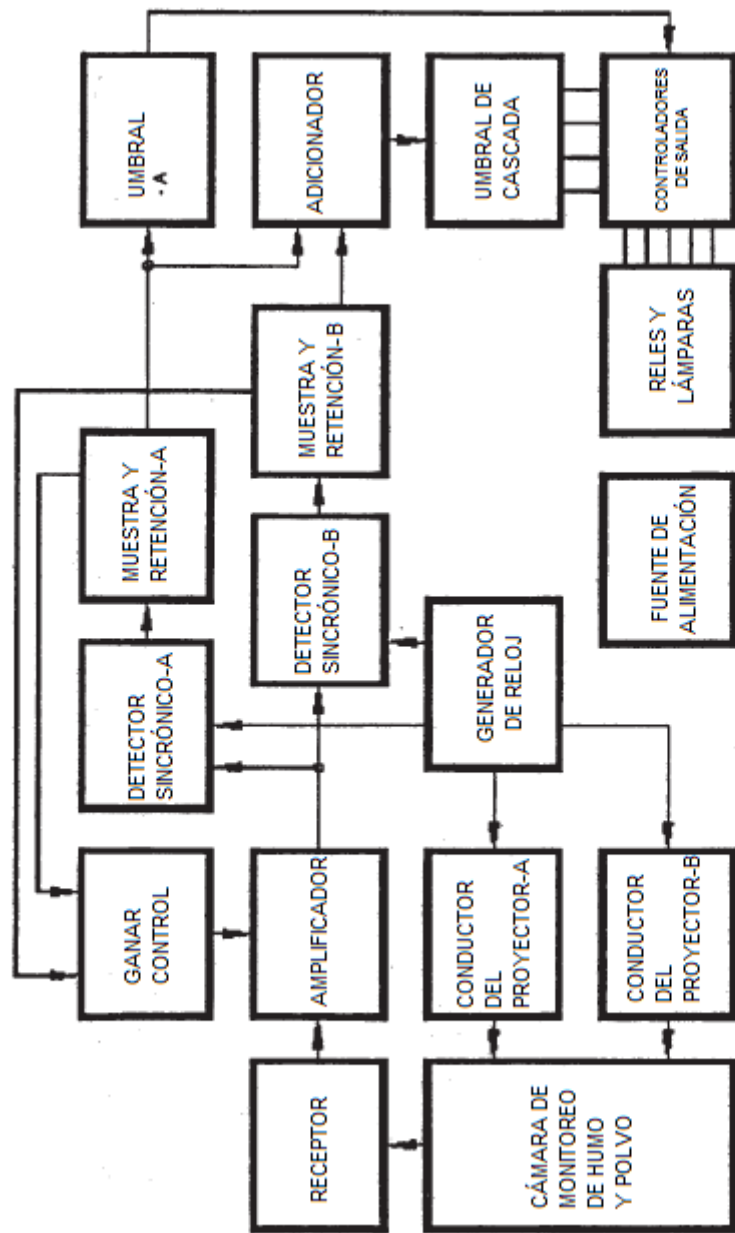 GANAR
CONTROL
DETECTOR
SINCRÓNICO-A
MUESTRA Y
RETENCIÓN-A
UMBRAL
- A
RECEPTOR
AMPLIFICADOR
DETECTOR
SINCRÓNICO-B
MUESTRA Y
RETENCIÓN-B
ADICIONADOR
CONDUCTOR
DEL
PROYECTOR-A
GENERADOR
DE RELOJ
UMBRAL DE
CASCADA
CÁMARA DE
MONITOREO
DE HUMO
Y POLVO
CONDUCTOR
DEL
PROYECTOR-B
FUENTE DE
ALIMENTACIÓN
RELES Y
LÁMPARAS
CONTROLADORES
DE SALIDA